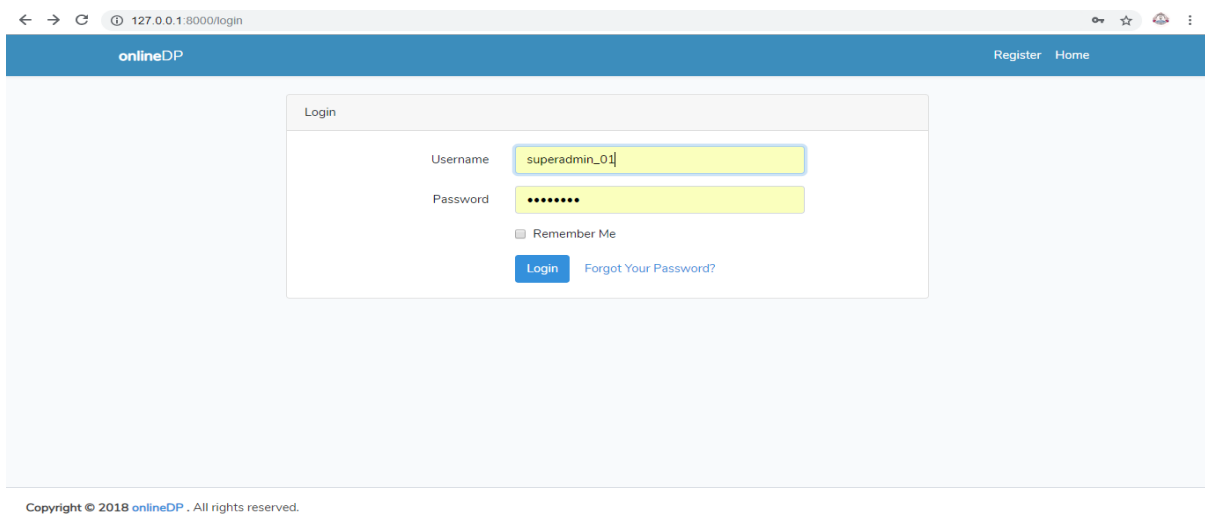 127.0.0.1:8000/login
onlineDP
Register Home
Login
Username superadmin_01
Password ••••••••
Remember Me
Login Forgot Your Password?
Copyright © 2018 onlineDP . All rights reserved.